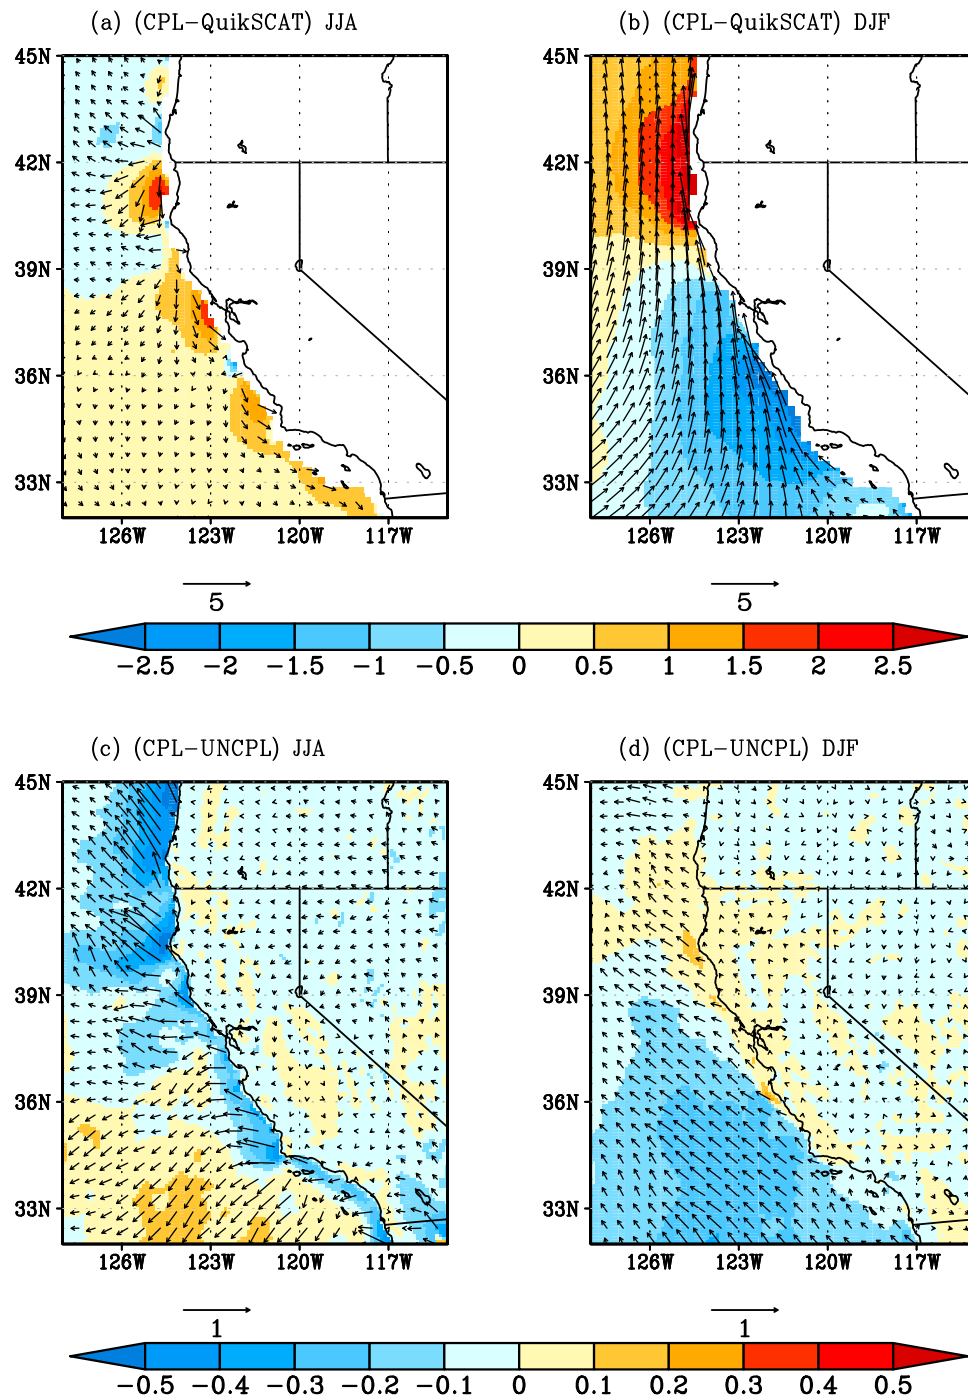 (a) (CPL-QuikSCAT) JJA
(b) (CPL-QuikSCAT) DJF
45N
42N
39N
36N
33N
126W 123W 120W 117W
45N
42N
39N
36N
33N
126W 123W 120W 117W
5
5
-2.5 -2 -1.5 -1 -0.5 0 0.5 1 1.5 2 2.5
(c) (CPL-UNCPL) JJA
(d) (CPL-UNCPL) DJF
45N
42N
39N
36N
33N
126W 123W 120W 117W
45N
42N
39N
36N
33N
126W 123W 120W 117W
1
1
-0.5 -0.4 -0.3 -0.2 -0.1 0 0.1 0.2 0.3 0.4 0.5